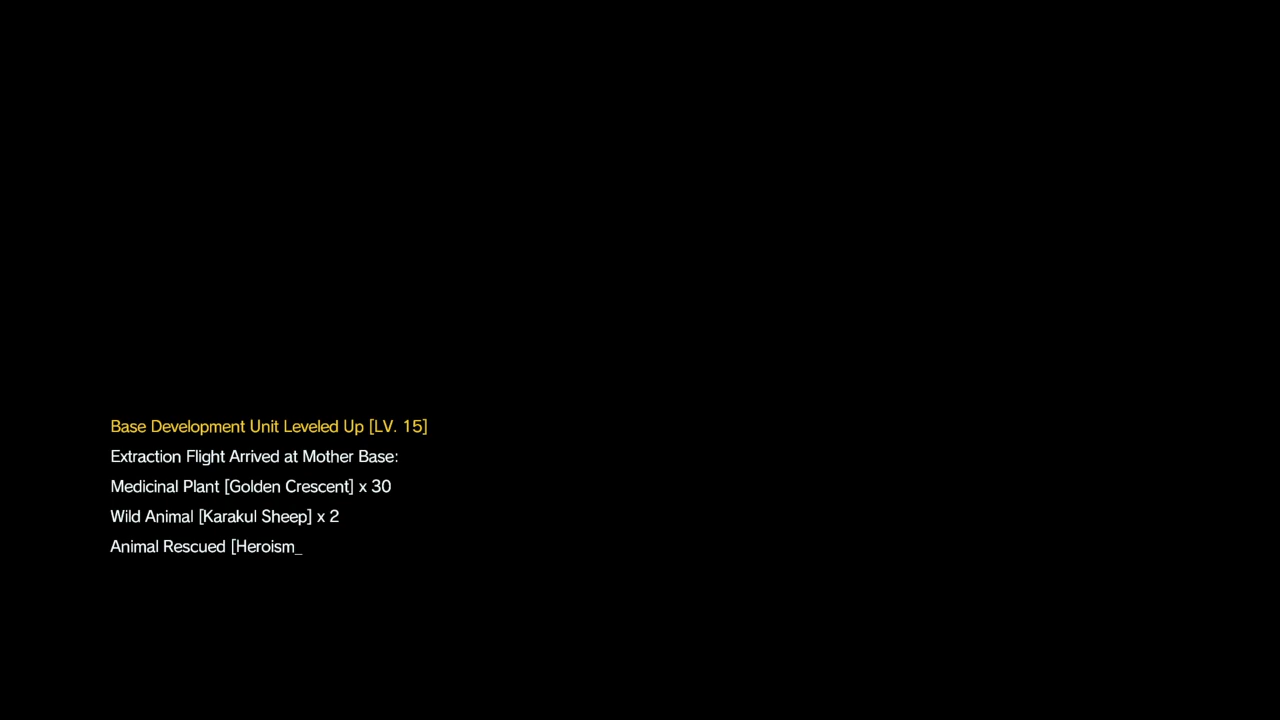 Base Development Unit Leveled Up [LV. 15]
Extraction Flight Arrived at Mother Base:
Medicinal Plant [Golden Crescent] x 30
Wild Animal [Karakul Sheep] x 2
Animal Rescued [Heroism_